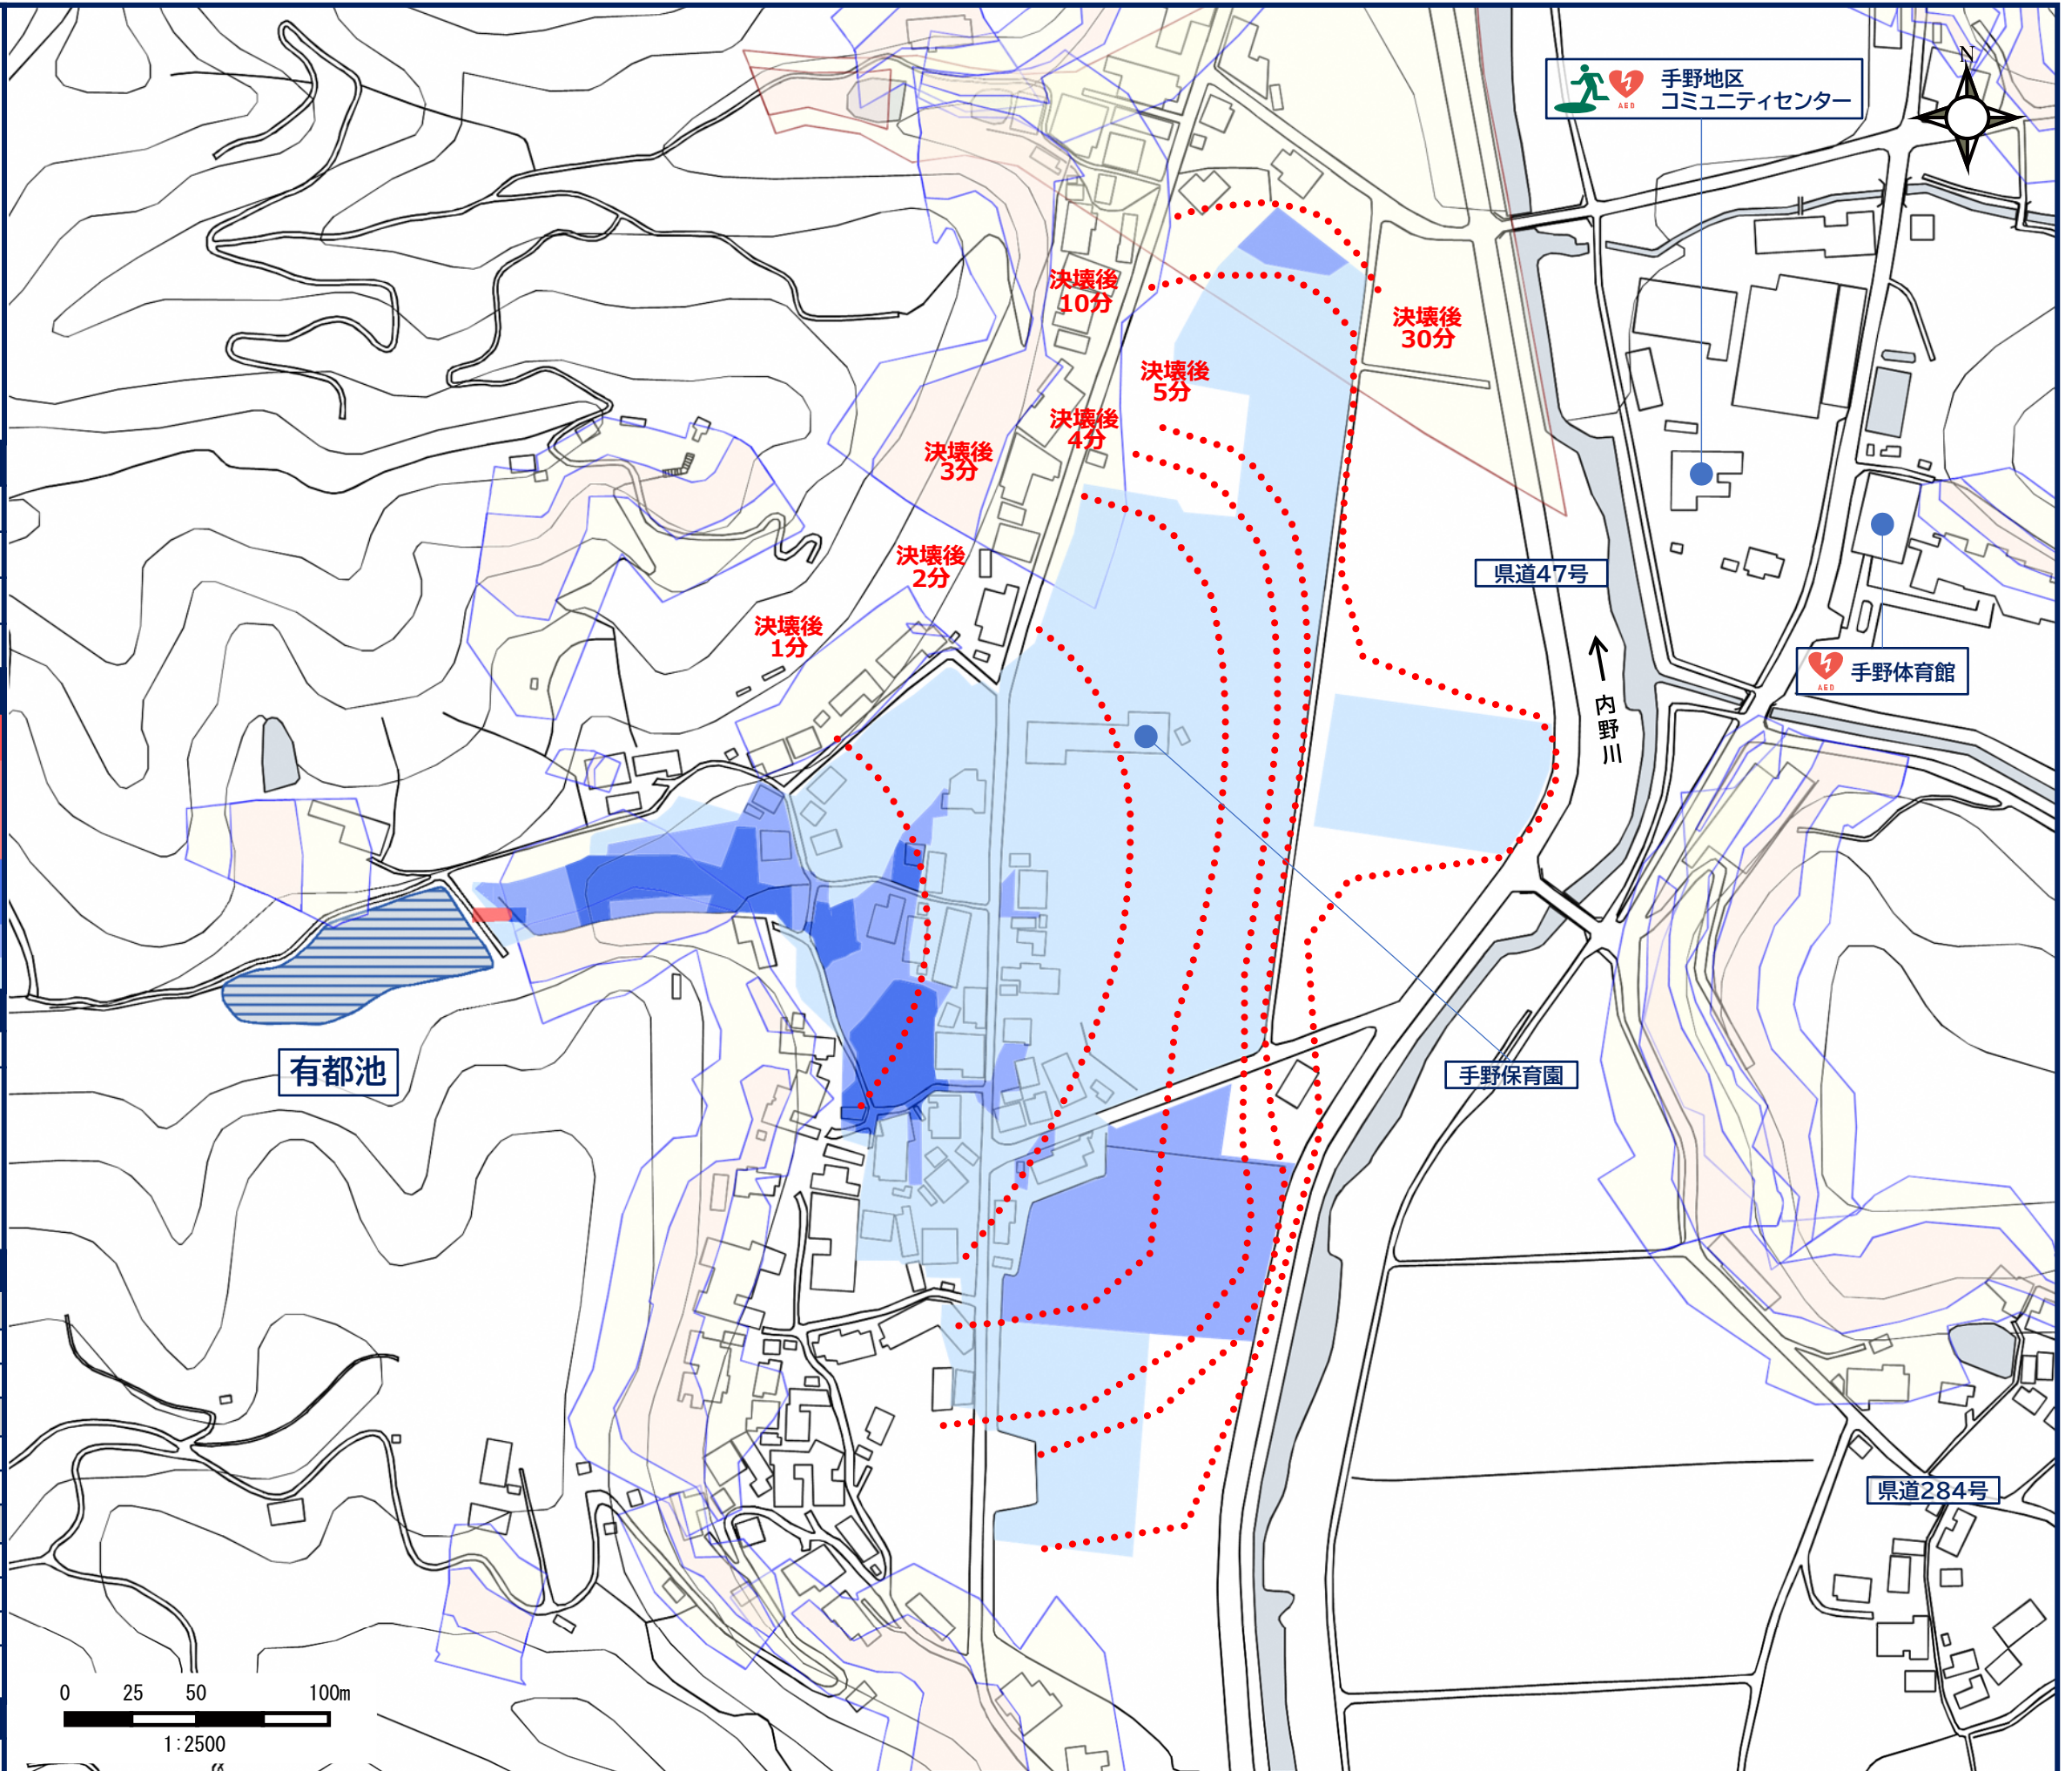 N
手野地区
コミュニティセンター
AED
決壊後
10分
決壊後
30分
決壊後
5分
決壊後
4分
決壊後
3分
決壊後
2分
県道47号
決壊後
1分
手野体育館
AED
内野川
有都池
手野保育園
県道284号
0 25 50 100m
1:2500